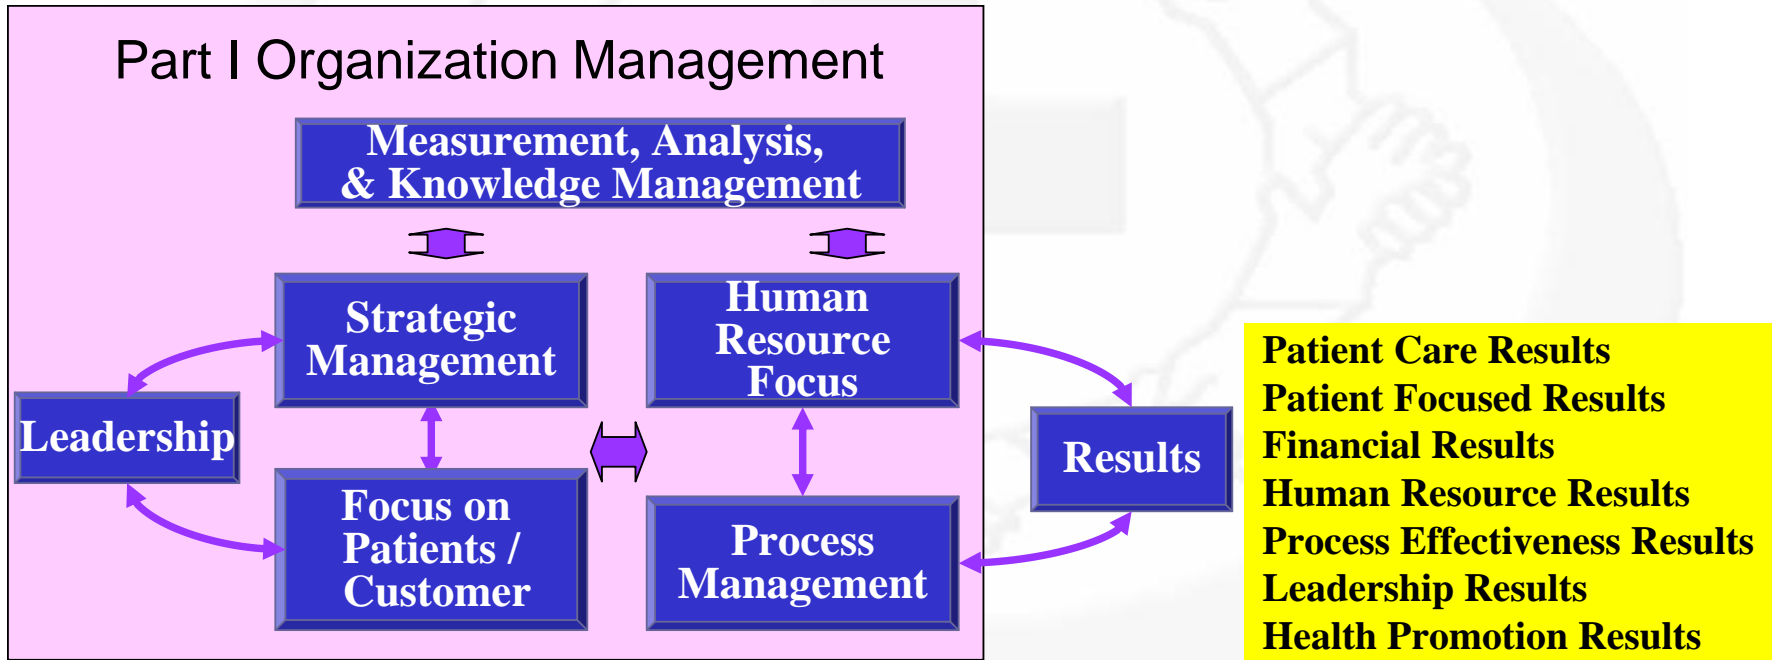 Part I Organization Management
Measurement, Analysis,
& Knowledge Management
Strategic
Management
Human
Resource
Focus
Leadership
Focus on
Patients /
Customer
Process
Management
Results
Patient Care Results
Patient Focused Results
Financial Results
Human Resource Results
Process Effectiveness Results
Leadership Results
Health Promotion Results